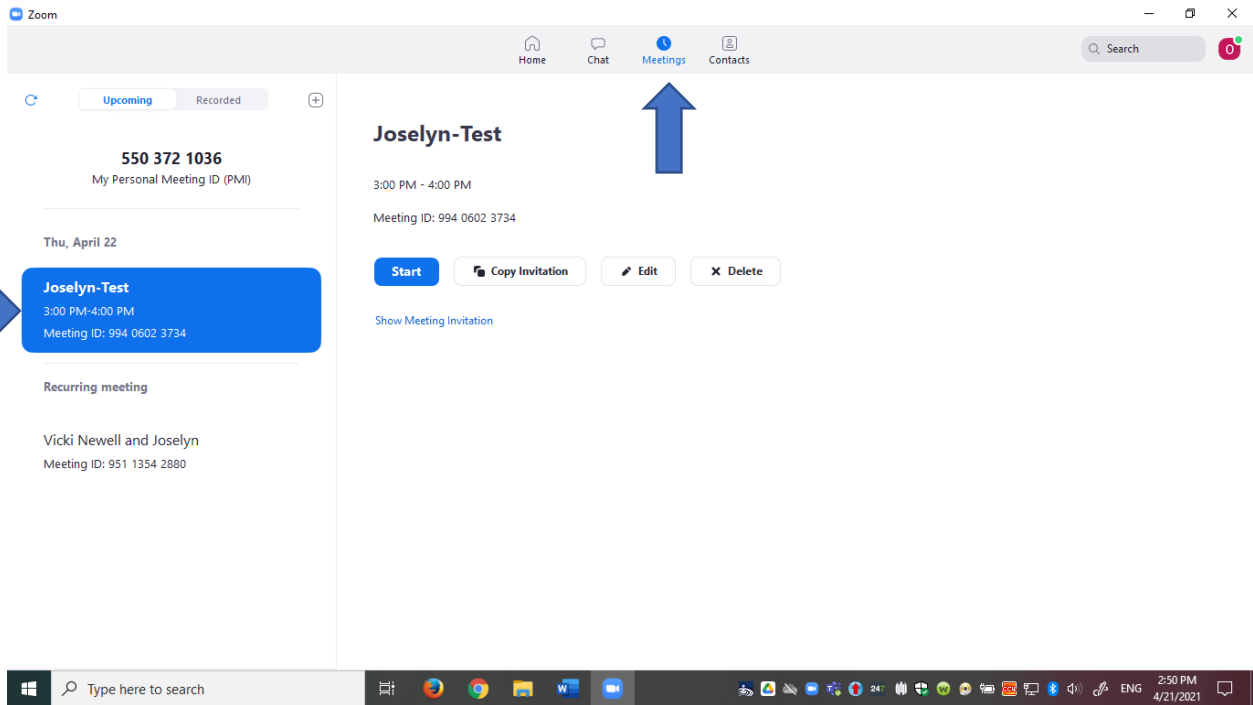 Zoom
Home Chat Meetings Contacts
Search
O
Upcoming Recorded
550 372 1036
My Personal Meeting ID (PMI)
Thu, April 22
Joselyn-Test
3:00 PM-4:00 PM
Meeting ID: 994 0602 3734
Recurring meeting
Vicki Newell and Joselyn
Meeting ID: 951 1354 2880
Joselyn-Test
3:00 PM - 4:00 PM
Meeting ID: 994 0602 3734
Start Copy Invitation Edit Delete
Show Meeting Invitation
Type here to search
W
247
ENG
2:50 PM
4/21/2021